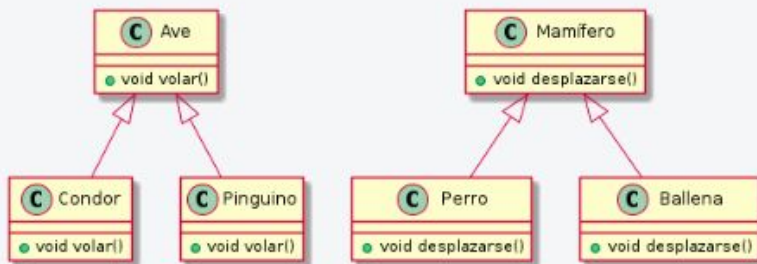 C Ave
void volar()
C Mamífero
void desplazarse()
C Condor
void volar()
C Pinguino
void volar()
C Perro
void desplazarse()
C Ballena
void desplazarse()